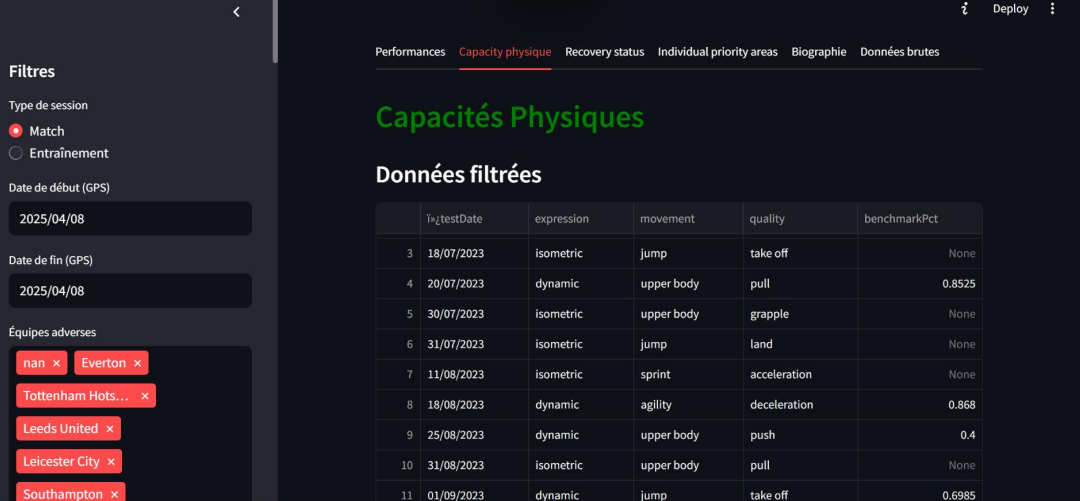 Deploy
Filtres
Type de session
Match
Entraînement
Date de début (GPS)
2025/04/08
Date de fin (GPS)
2025/04/08
Équipes adverses
nan × Everton ×
Tottenham Hots... ×
Leeds United ×
Leicester City ×
Southampton ×
Performances Capacity physique Recovery status Individual priority areas Biographie Données brutes
Capacités Physiques
Données filtrées
ï»¿testDate expression movement quality benchmarkPct
3 18/07/2023 isometric jump take off None
4 20/07/2023 dynamic upper body pull 0.8525
5 30/07/2023 isometric upper body grapple None
6 31/07/2023 isometric jump land None
7 11/08/2023 isometric sprint acceleration None
8 18/08/2023 dynamic agility deceleration 0.868
9 25/08/2023 dynamic upper body push 0.4
10 31/08/2023 isometric upper body pull None
11 01/09/2023 dynamic jump take off 0.6985